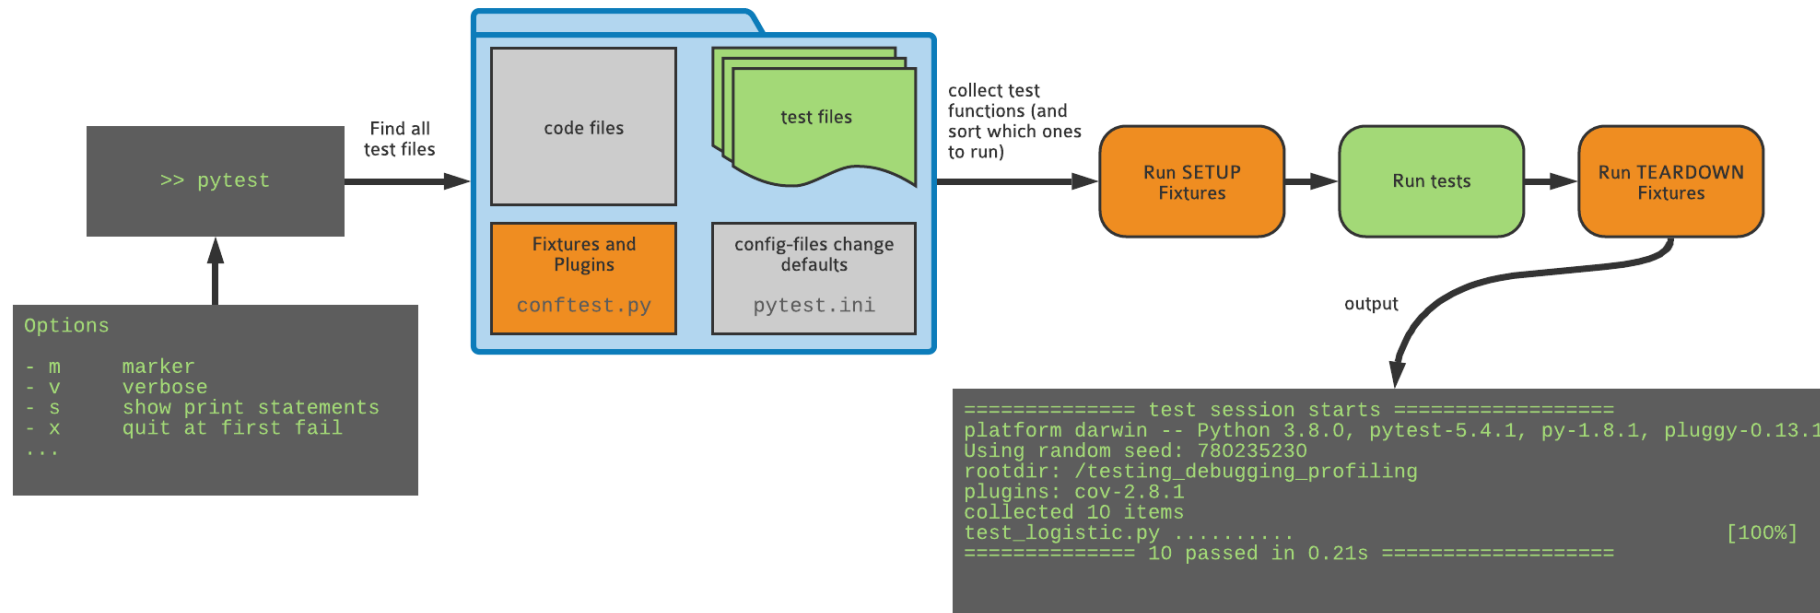 >> pytest
Options
- m marker
- v verbose
- s show print statements
- x quit at first fail
...
Find all
test files
code files
test files
Fixtures and
Plugins
conftest.py
config-files change
defaults
pytest.ini
collect test
functions (and
sort which ones
to run)
Run SETUP
Fixtures
Run tests
Run TEARDOWN
Fixtures
output
============== test session starts ==================
platform darwin -- Python 3.8.0, pytest-5.4.1, py-1.8.1, pluggy-0.13.1
Using random seed: 780235230
rootdir: /testing_debugging_profiling
plugins: cov-2.8.1
collected 10 items
test_logistic.py .......... [100%]
============== 10 passed in 0.21s ===================